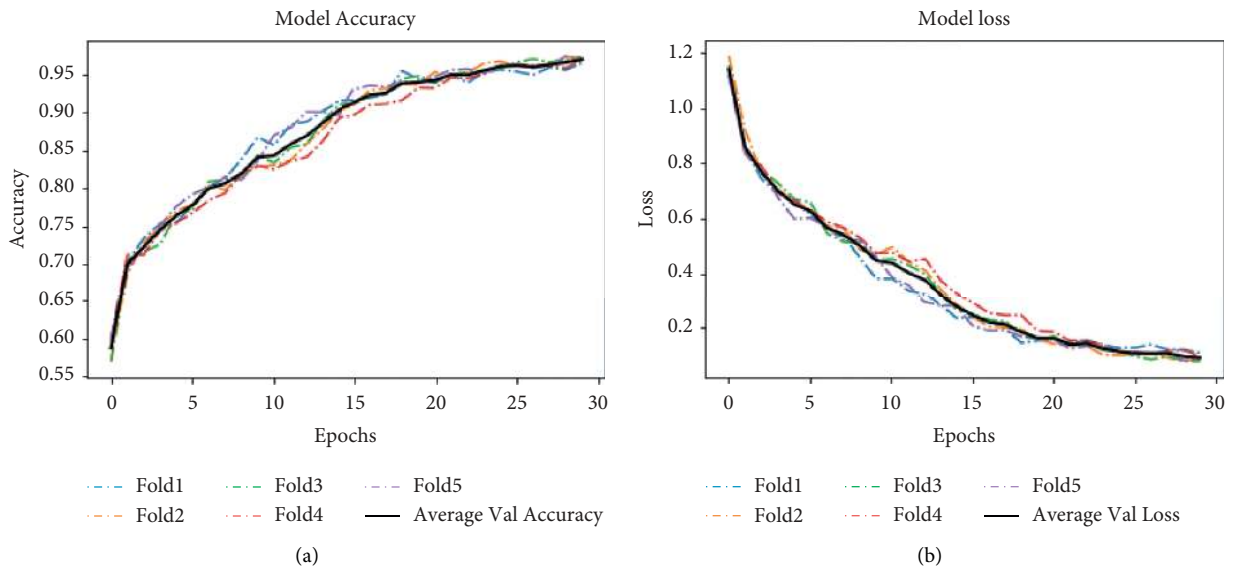 Model Accuracy
0.95
0.90
0.85
0.80
0.75
0.70
0.65
0.60
0.55
Accuracy
0 5 10 15 20 25 30
Epochs
Fold1 Fold3 Fold5
Fold2 Fold4 Average Val Accuracy
(a)
Model loss
1.2
1.0
0.8
0.6
0.4
0.2
Loss
0 5 10 15 20 25 30
Epochs
Fold1 Fold3 Fold5
Fold2 Fold4 Average Val Loss
(b)